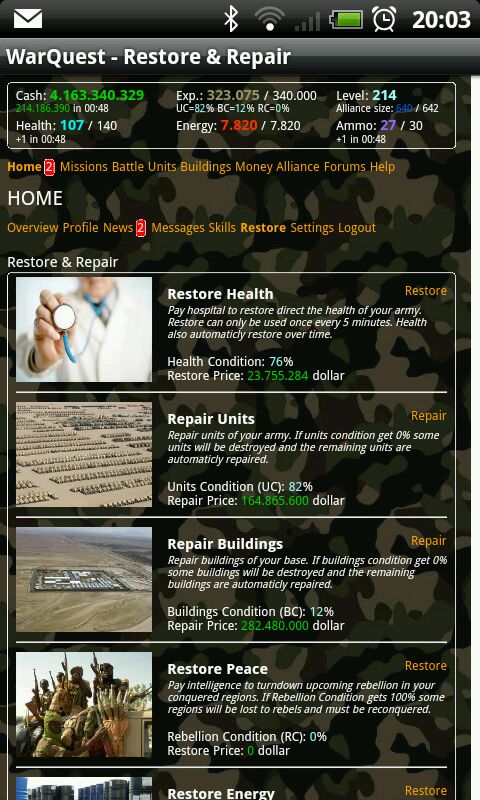 20:03
WarQuest - Restore & Repair
Cash: 4.163.340.329 Exp.: 323.075 / 340.000 Level: 214
214.186.390 in 00:48 UC=82% BC=12% RC=0% Alliance size: 640 / 642
Health: 107 / 140 Energy: 7.820 / 7.820 Ammo: 27 / 30
+1 in 00:48 +1 in 00:48
Home 2 Missions Battle Units Buildings Money Alliance Forums Help
HOME
Overview Profile News 2 Messages Skills Restore Settings Logout
Restore & Repair
Restore Health Restore
Pay hospital to restore direct the health of your army.
Restore can only be used once every 5 minutes. Health
also automaticly restore over time.
Health Condition: 76%
Restore Price: 23.755.284 dollar
Repair Units Repair
Repair units of your army. If units condition get 0% some
units will be destroyed and the remaining units are
automaticly repaired.
Units Condition (UC): 82%
Repair Price: 164.865.600 dollar
Repair Buildings Repair
Repair buildings of your base. If buildings condition get 0%
some buildings will be destroyed and the remaining
buildings are automaticly repaired.
Buildings Condition (BC): 12%
Repair Price: 282.480.000 dollar
Restore Peace Restore
Pay intelligence to turndown upcoming rebellion in your
conquered regions. If Rebellion Condition gets 100% some
regions will be lost to rebels and must be reconquered.
Rebellion Condition (RC): 0%
Restore Price: 0 dollar
Restore Energy Restore